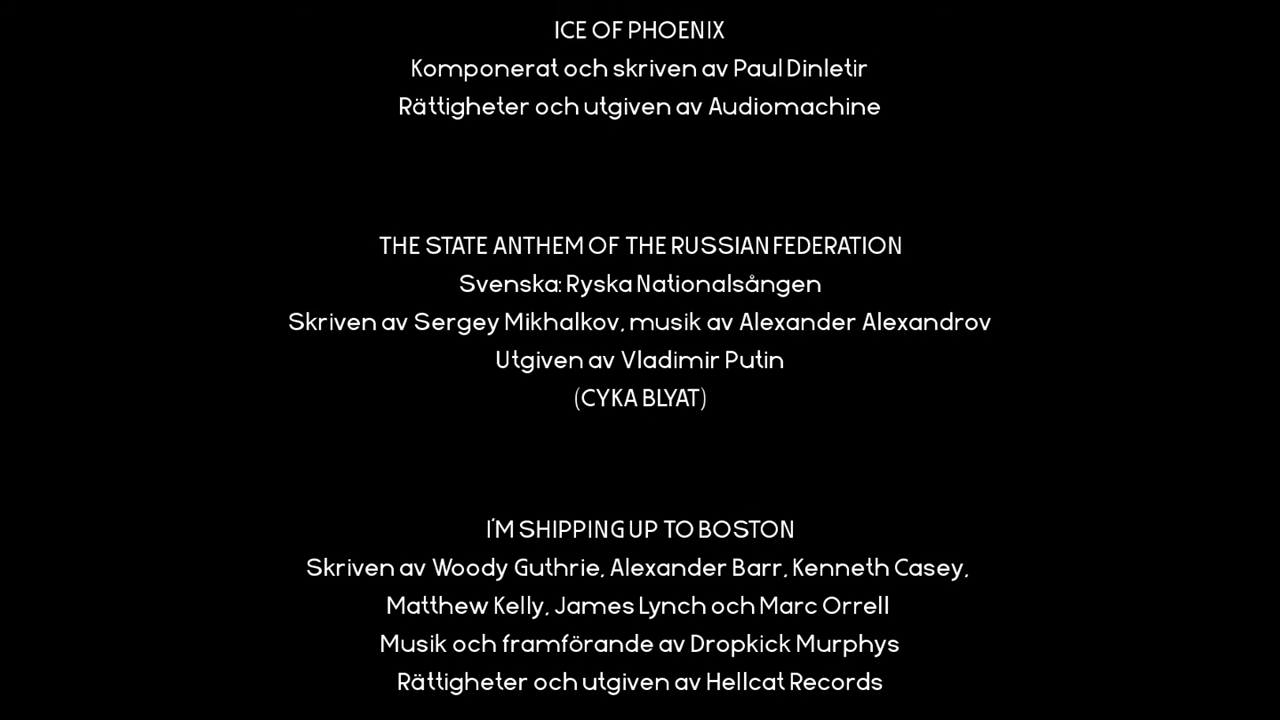 ICE OF PHOENIX
Komponerat och skriven av Paul Dinletir
Rättigheter och utgiven av Audiomachine
THE STATE ANTHEM OF THE RUSSIAN FEDERATION
Svenska: Ryska Nationalsången
Skriven av Sergey Mikhalkov, musik av Alexander Alexandrov
Utgiven av Vladimir Putin
(CYKA BLYAT)
I'M SHIPPING UP TO BOSTON
Skriven av Woody Guthrie, Alexander Barr, Kenneth Casey,
Matthew Kelly, James Lynch och Marc Orrell
Musik och framförande av Dropkick Murphys
Rättigheter och utgiven av Hellcat Records